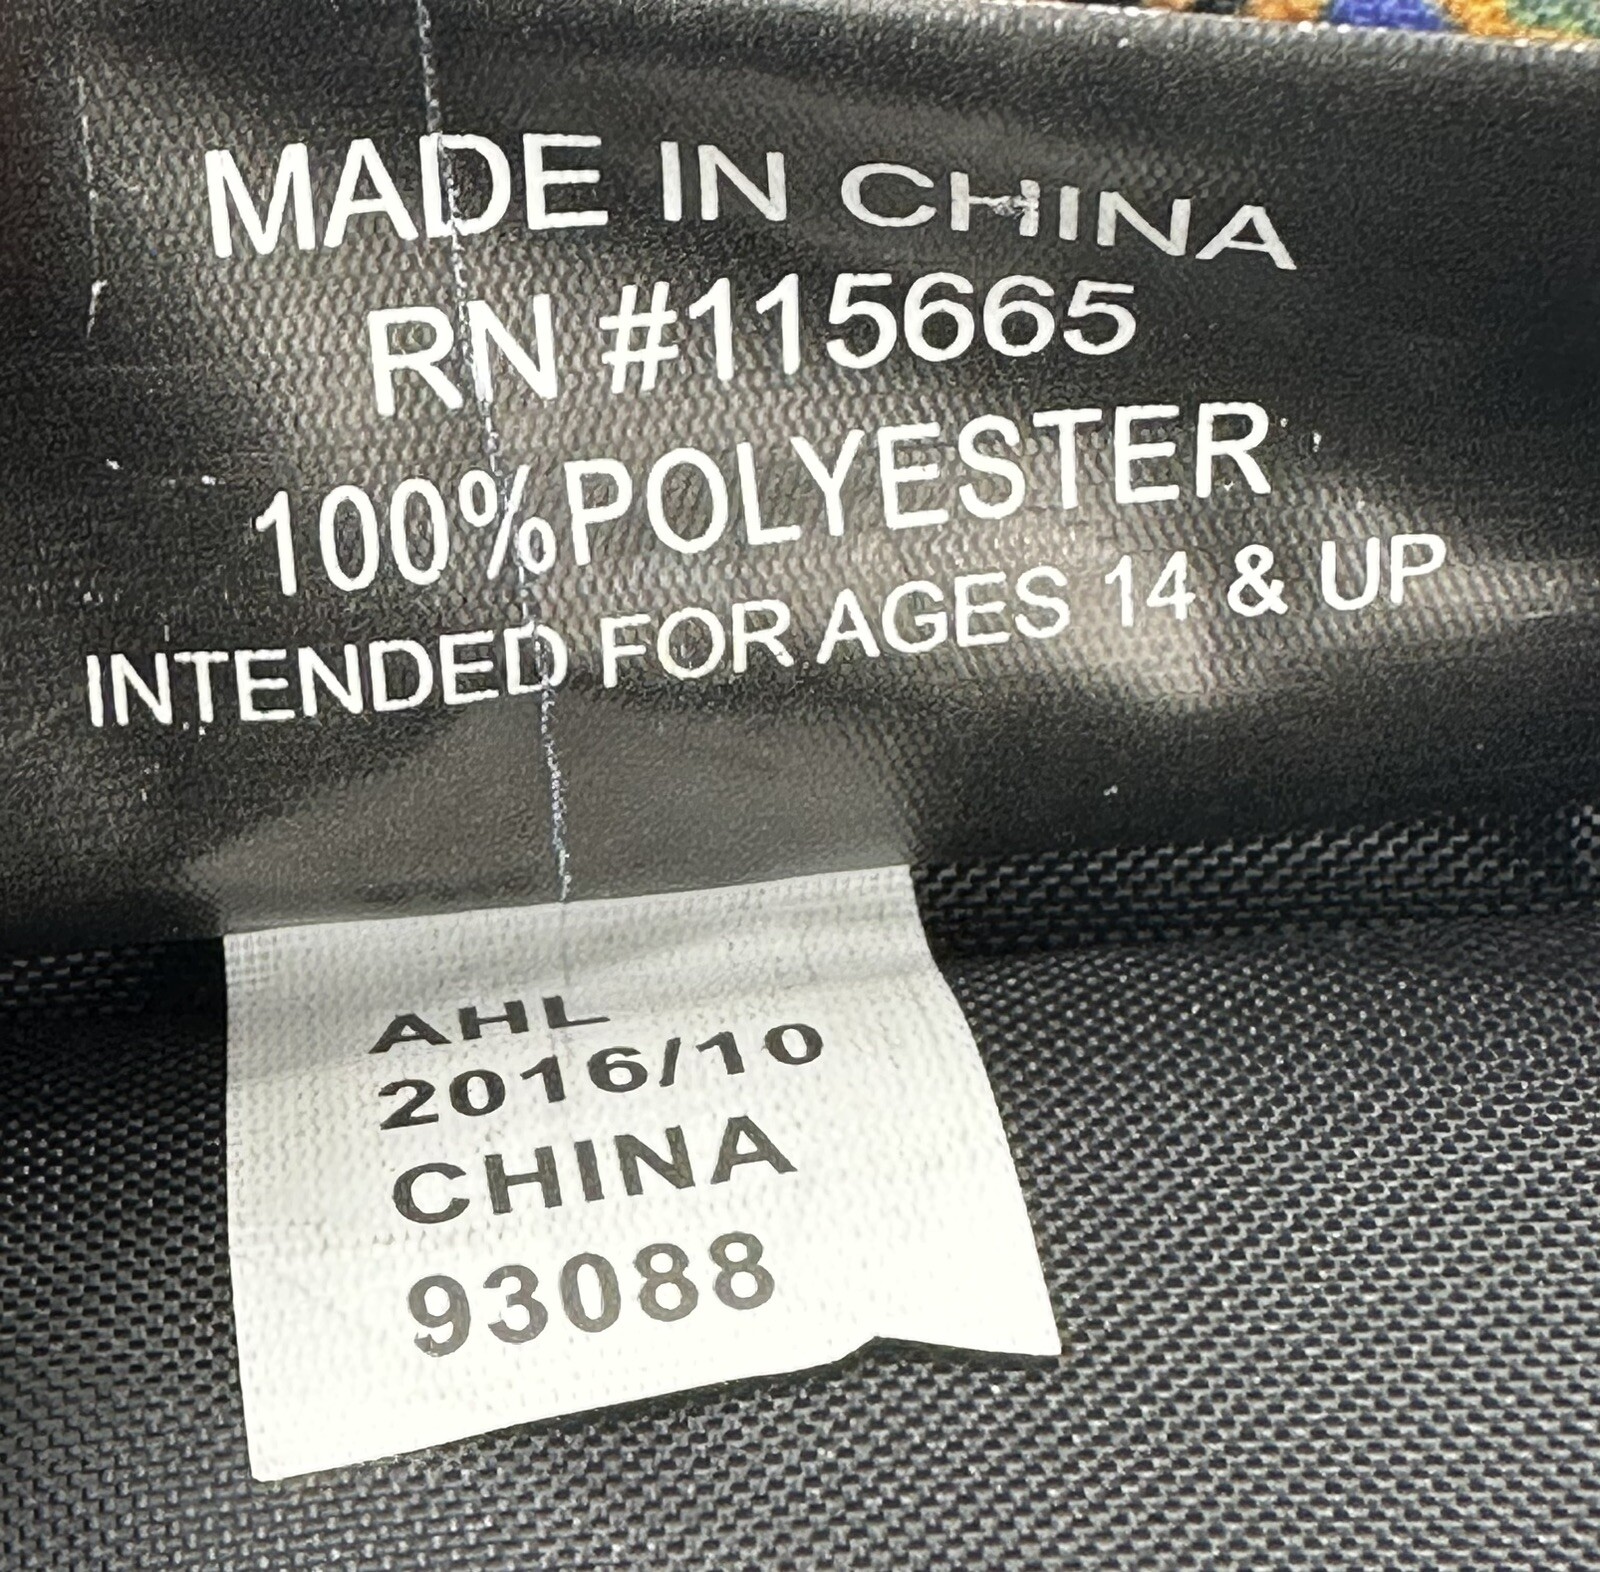 MADE IN CHINA
RN #115665
100%POLYESTER
INTENDED FOR AGES 14 & UP
AHL
2016/10
CHINA
93088